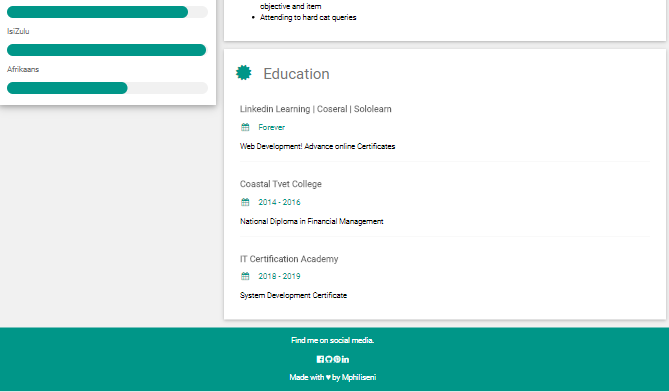 IsiZulu
Afrikaans
objective and item
Attending to hard cat queries
Education
Linkedin Learning | Coseral | Sololearn
Forever
Web Development! Advance online Certificates
Coastal Tvet College
2014 - 2016
National Diploma in Financial Management
IT Certification Academy
2018 - 2019
System Development Certificate
Find me on social media.
Made with ♥ by Mphiliseni